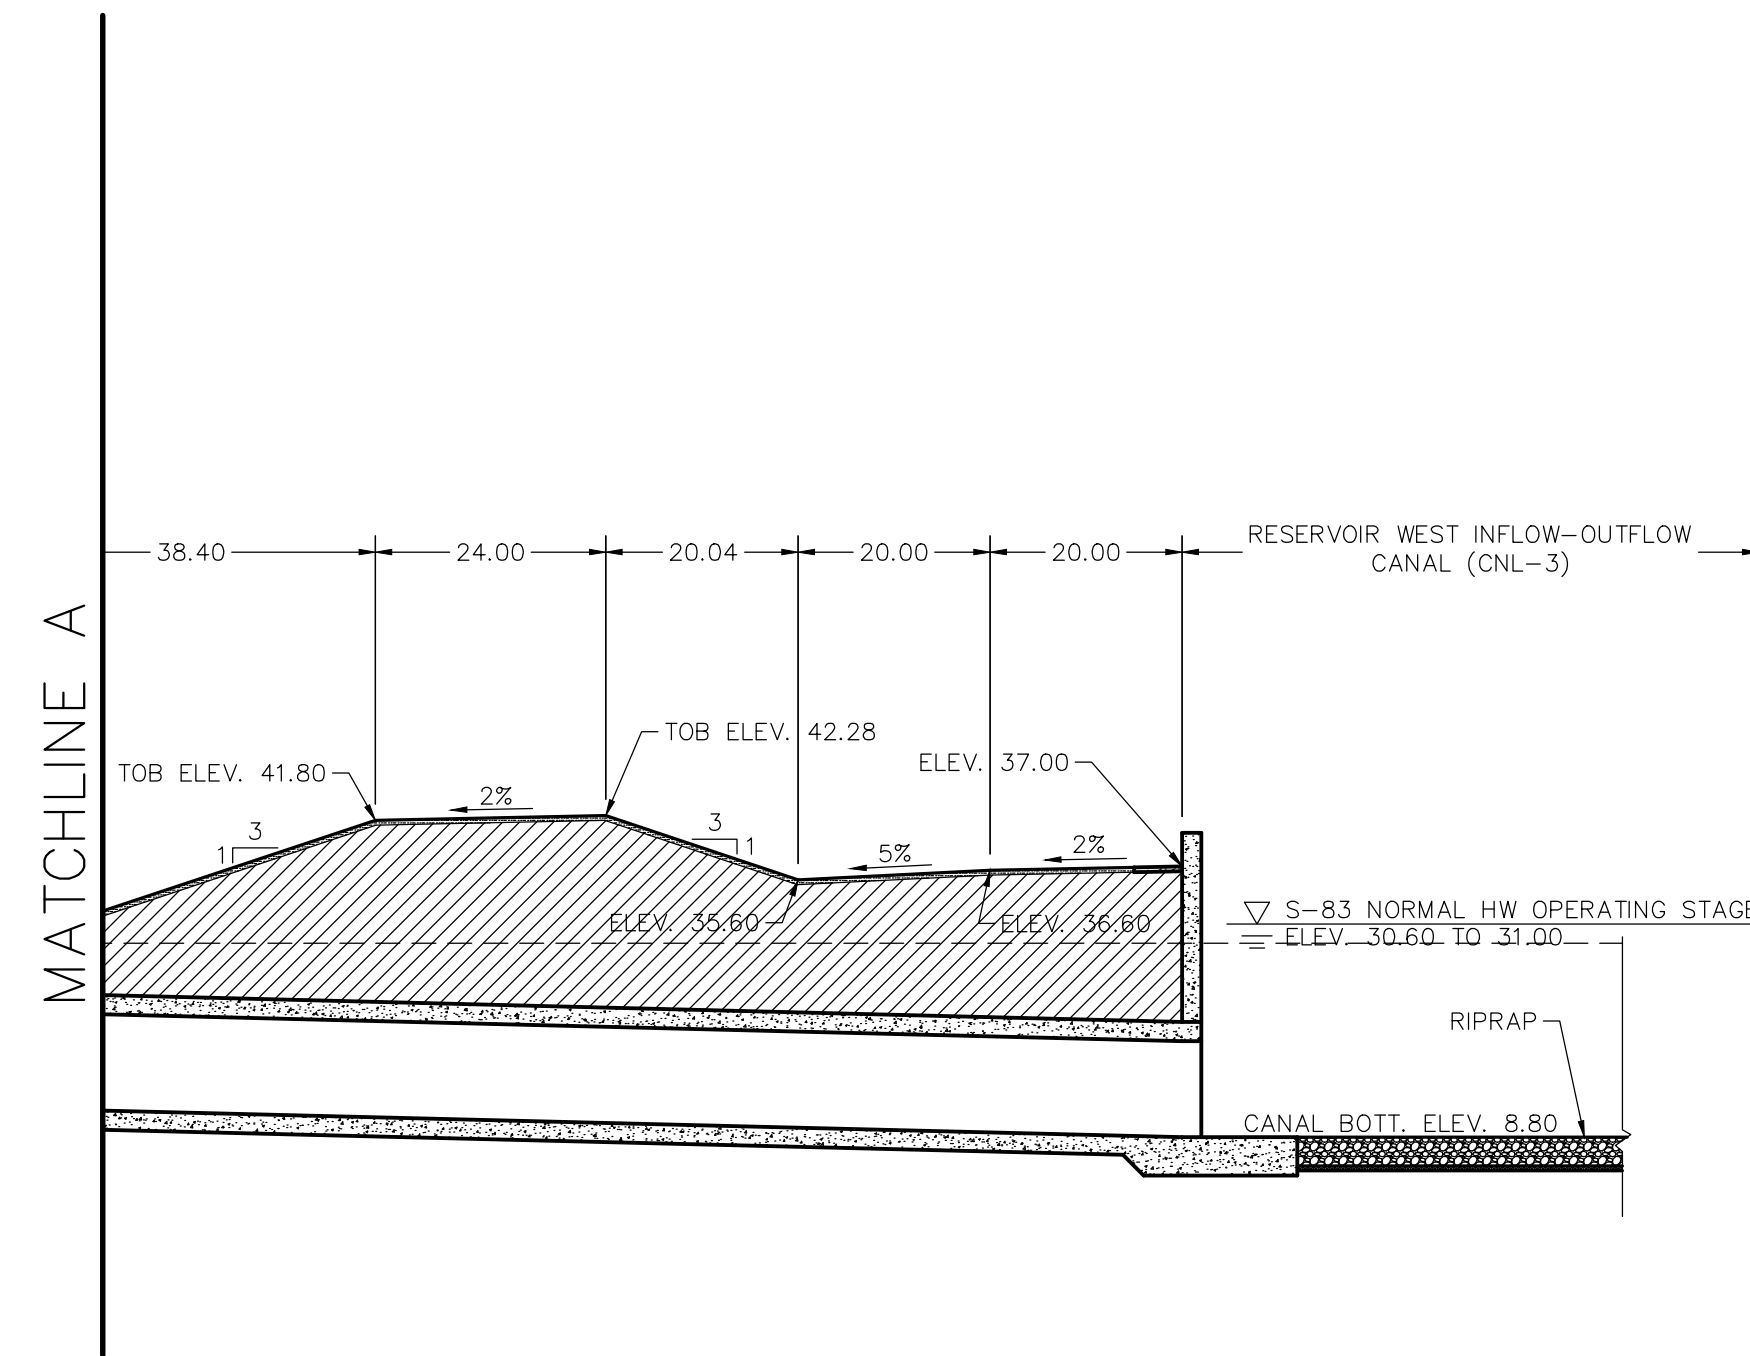 RESERVOIR WEST INFLOW-OUTFLOW
CANAL (CNL-3)
38.40
24.00
20.04
20.00
20.00
MATCHLINE A
TOB ELEV. 41.80
TOB ELEV. 42.28
ELEV. 37.00
2%
3
1
3
1
5%
2%
ELEV. 35.60
ELEV. 36.60
S-83 NORMAL HW OPERATING STAGE
ELEV. 30.60 TO 31.00
RIPRAP
CANAL BOTT. ELEV. 8.80